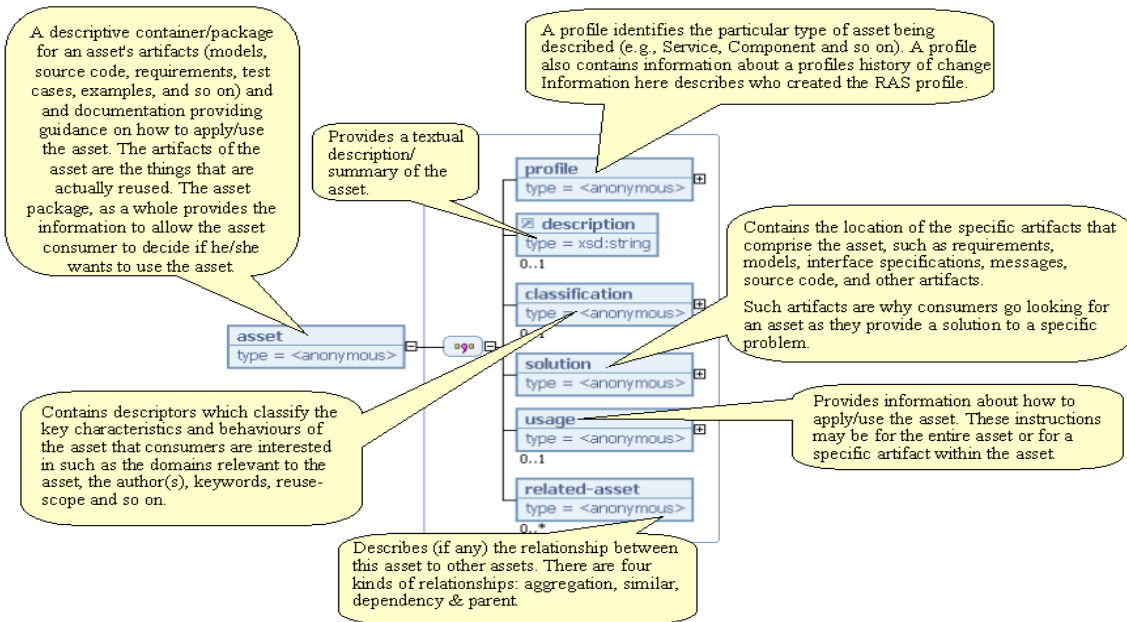 A descriptive container/package
for an asset's artifacts (models,
source code, requirements, test
cases, examples, and so on) and
and documentation providing
guidance on how to apply/use
the asset. The artifacts of the
asset are the things that are
actually reused. The asset
package, as a whole provides the
information to allow the asset
consumer to decide if he/she
wants to use the asset.
A profile identifies the particular type of asset being
described (e.g., Service, Component and so on). A profile
also contains information about a profiles history of change
Information here describes who created the RAS profile.
Provides a textual
description/
summary of the
asset.
profile
type = <anonymous>
description
type = xsd:string
0..1
Contains the location of the specific artifacts that
comprise the asset, such as requirements,
models, interface specifications, messages,
source code, and other artifacts.
Such artifacts are why consumers go looking for
an asset as they provide a solution to a specific
problem.
classification
type = <anonymous>
0..1
asset
type = <anonymous>
solution
type = <anonymous>
Contains descriptors which classify the
key characteristics and behaviours of
the asset that consumers are interested
in such as the domains relevant to the
asset, the author(s), keywords, reuse-
scope and so on.
usage
type = <anonymous>
0..1
Provides information about how to
apply/use the asset. These instructions
may be for the entire asset or for a
specific artifact within the asset
related-asset
type = <anonymous>
0..*
Describes (if any) the relationship between
this asset to other assets. There are four
kinds of relationships: aggregation, similar,
dependency & parent